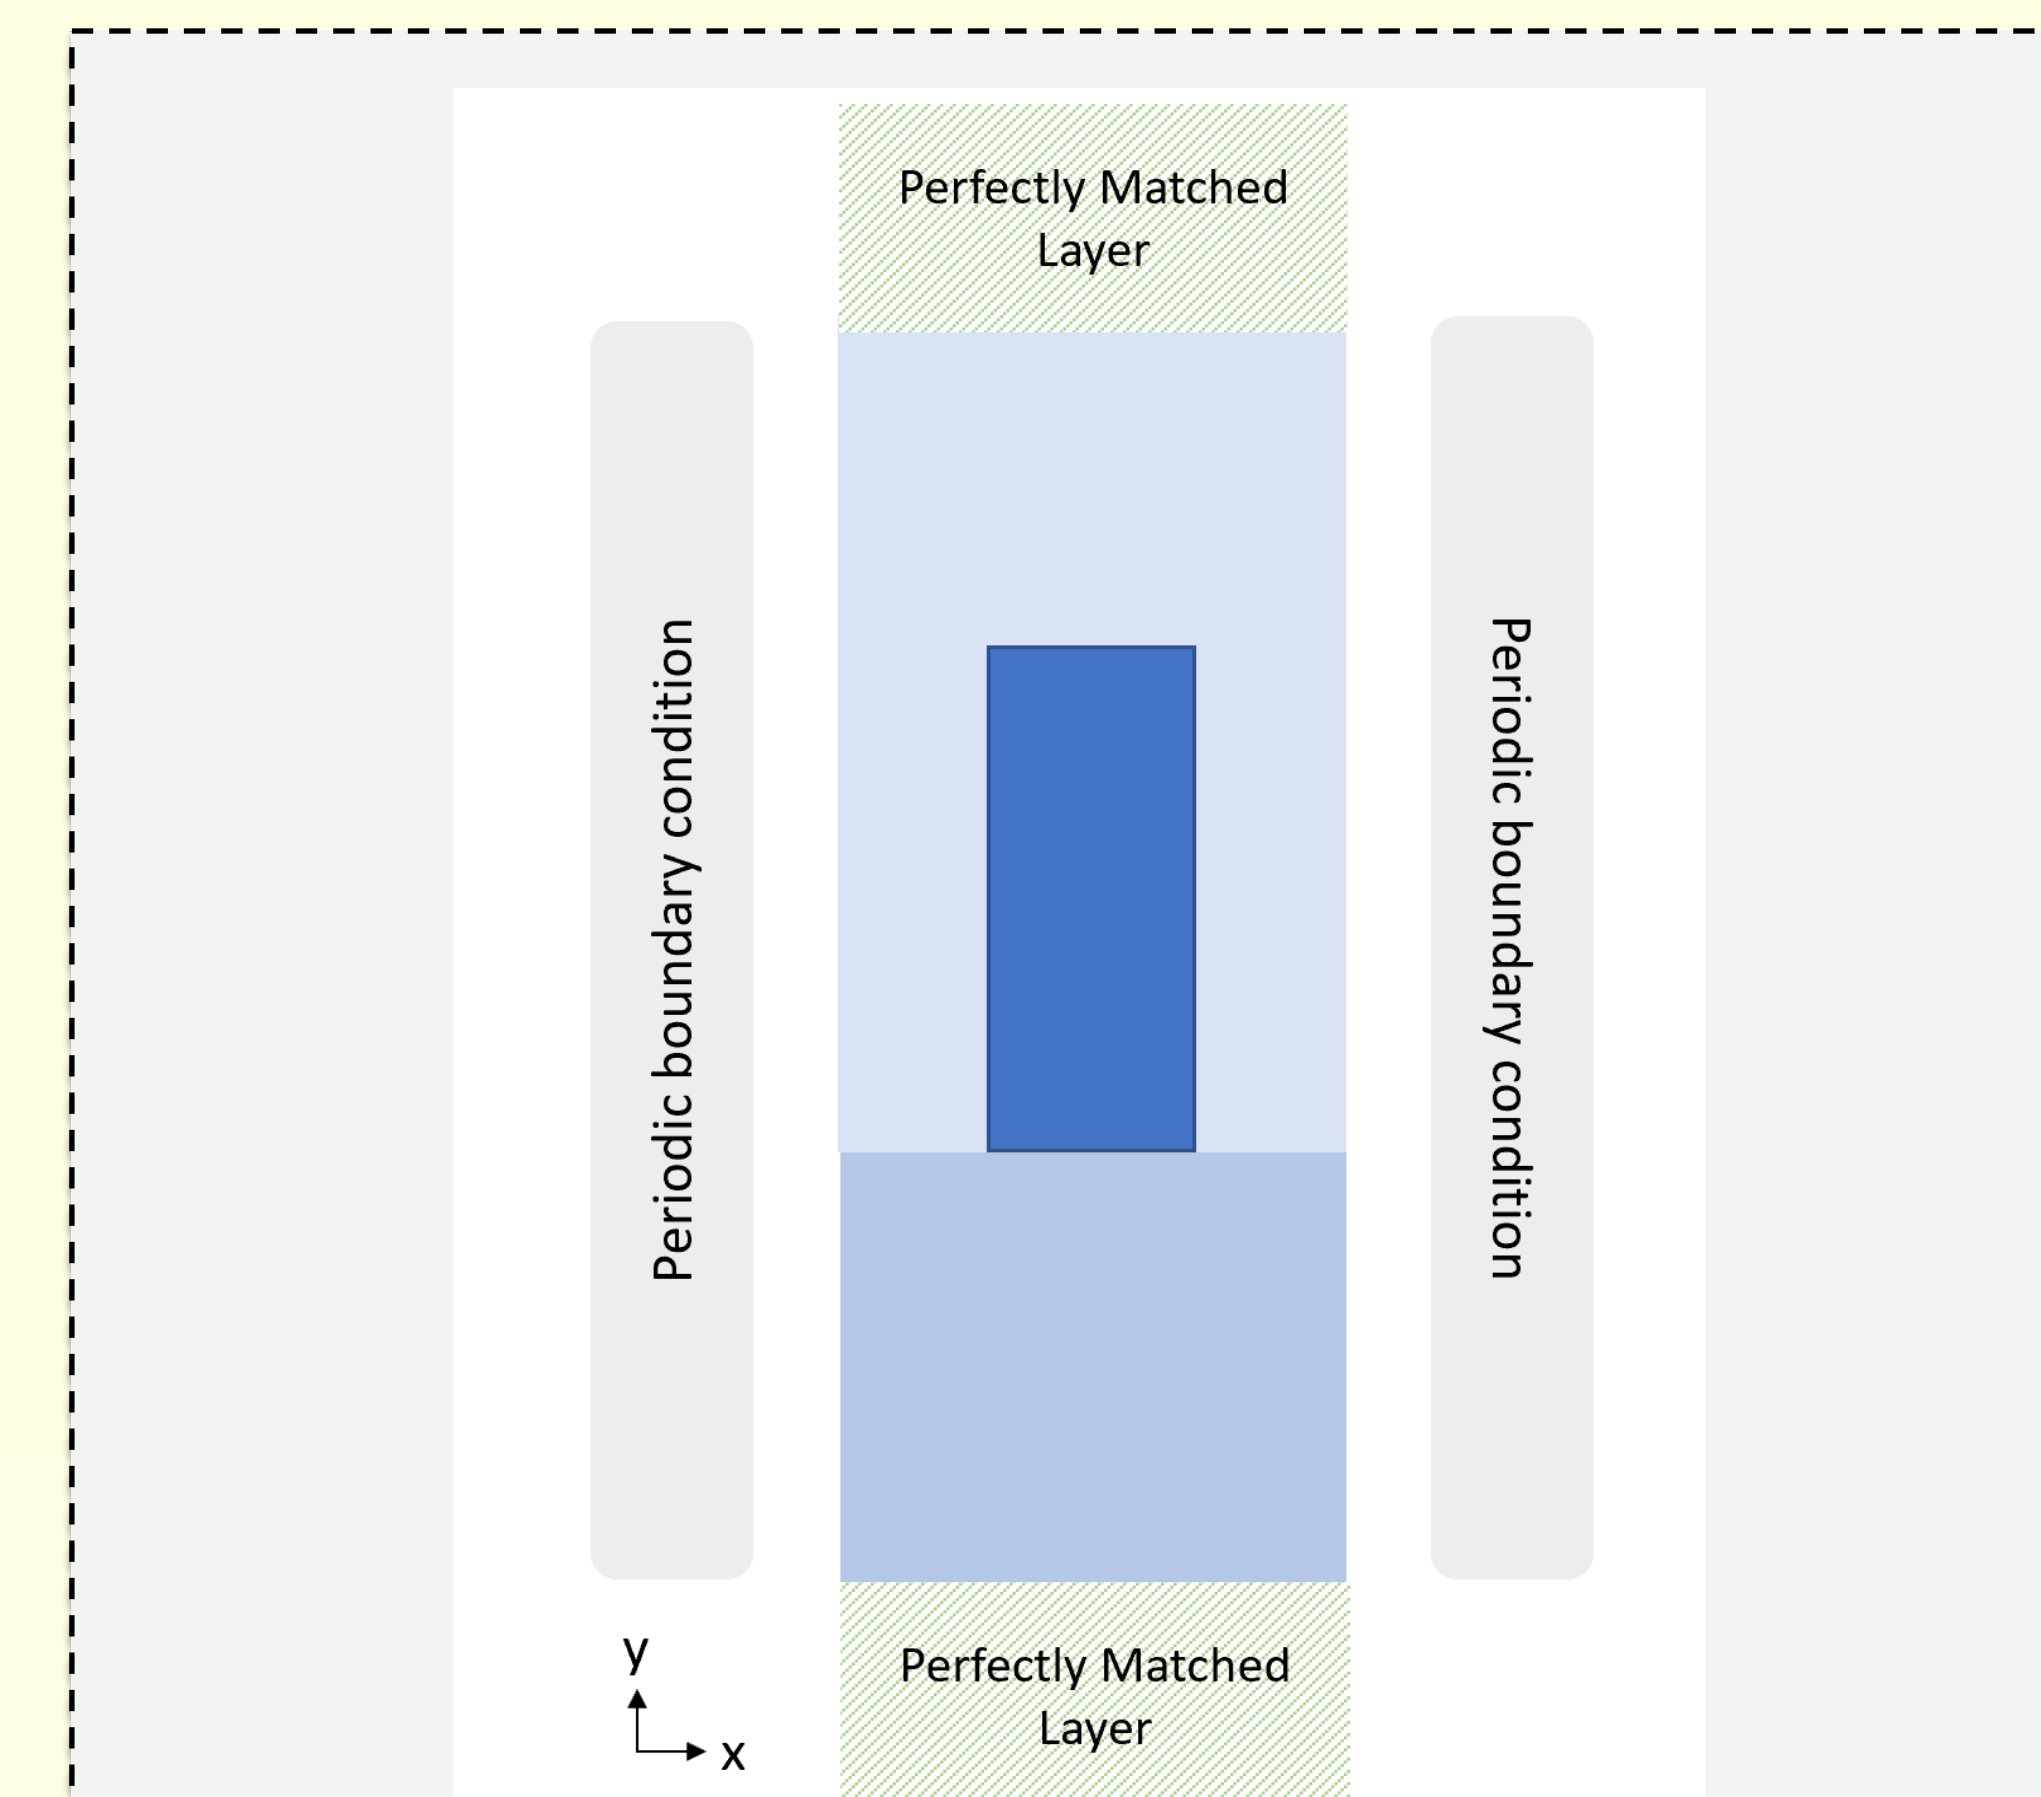 Perfectly Matched
Layer
Periodic boundary condition
Periodic boundary condition
Perfectly Matched
Layer
y
x